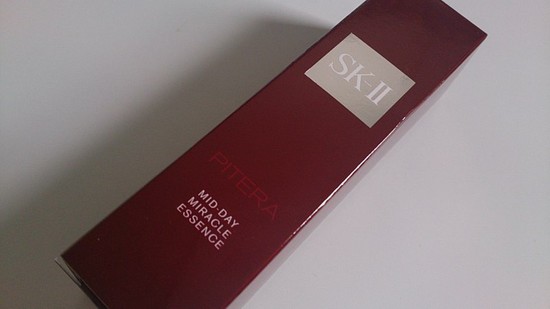 SK-II
PITERA
MID-DAY
MIRACLE
ESSENCE